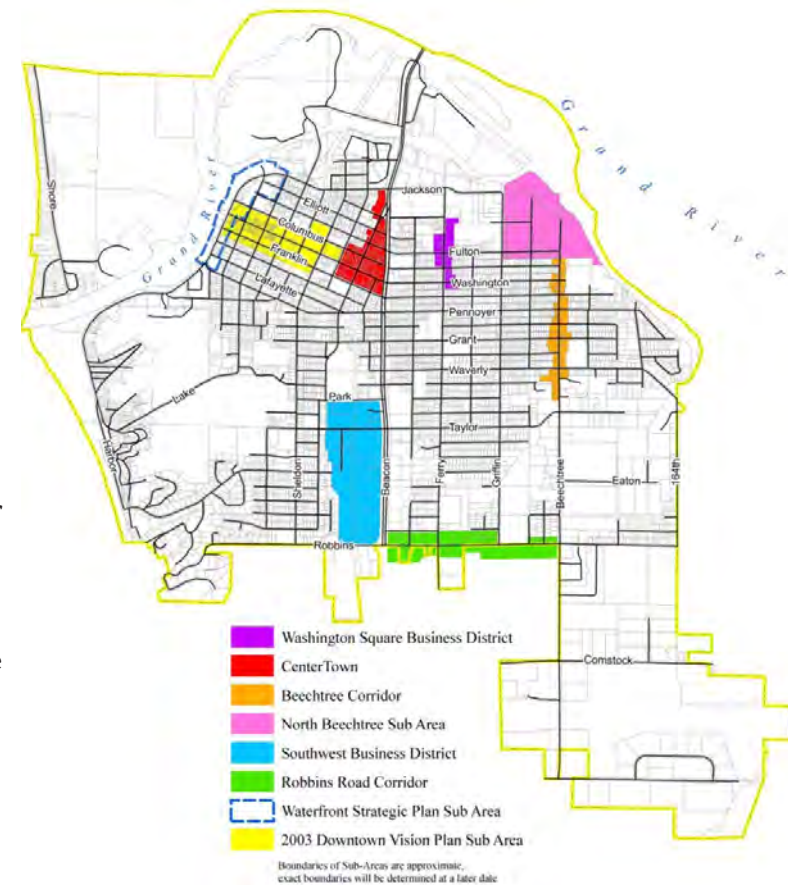 Grand River
Grand River
Shore
Jackson
Elliott
Columbus
Fulton
Franklin
Washington
Lafayette
Pennoyer
Grant
Waverly
Lake
Park
Taylor
Harbor
Sheldon
Beacon
Ferry
Griffin
Beechtree
Eaton
164th
Robbins
Comstock
Washington Square Business District
CenterTown
Beechtree Corridor
North Beechtree Sub Area
Southwest Business District
Robbins Road Corridor
Waterfront Strategic Plan Sub Area
2003 Downtown Vision Plan Sub Area
Boundaries of Sub-Areas are approximate,
exact boundaries will be determined at a later date